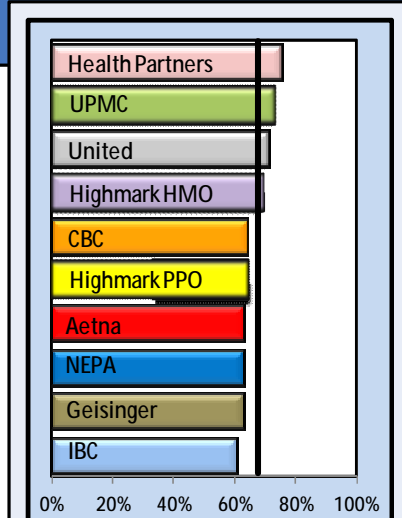 Health Partners
UPMC
United
Highmark HMO
CBC
Highmark PPO
Aetna
NEPA
Geisinger
IBC
0% 20% 40% 60% 80% 100%